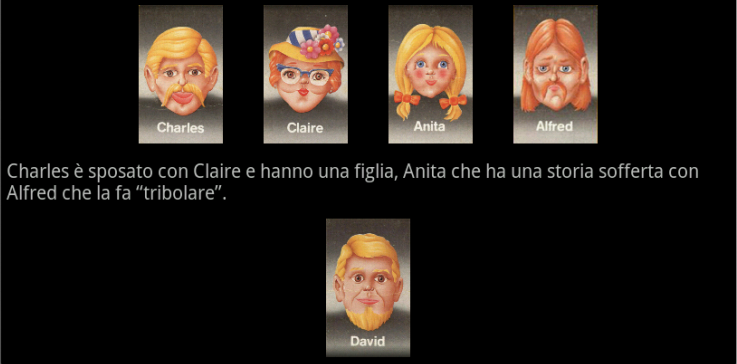 Charles Claire Anita Alfred
Charles è sposato con Claire e hanno una figlia, Anita che ha una storia sofferta con
Alfred che la fa “tribolare”.
David